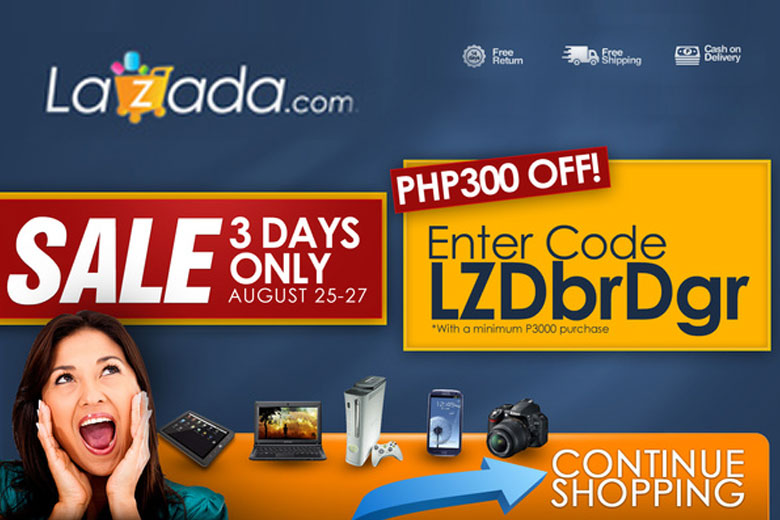 Lazada.com
Free
Return
Free
Shipping
Cash on
Delivery
PHP300 OFF!
SALE
3 DAYS
ONLY
AUGUST 25-27
Enter Code
LZDbrDgr
*With a minimum P3000 purchase
CONTINUE
SHOPPING